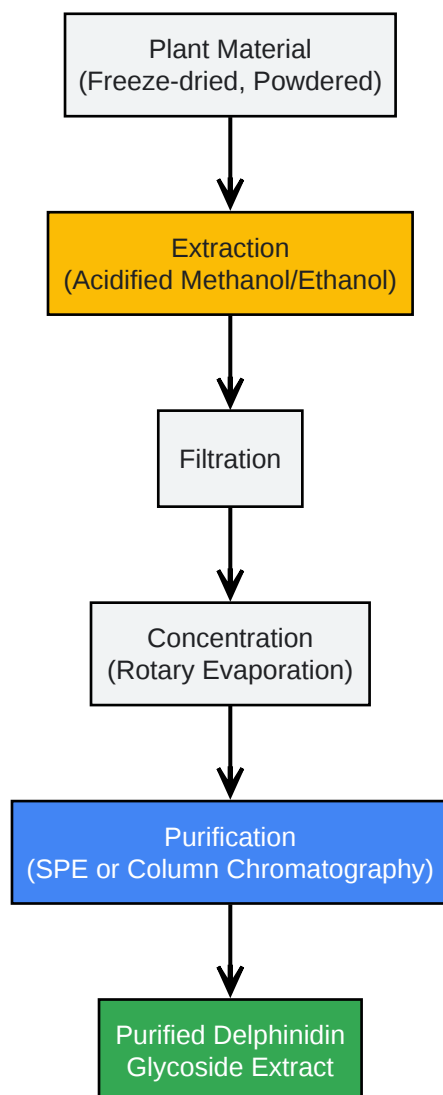 Plant Material
(Freeze-dried, Powdered)
Extraction
(Acidified Methanol/Ethanol)
Filtration
Concentration
(Rotary Evaporation)
Purification
(SPE or Column Chromatography)
Purified Delphinidin
Glycoside Extract